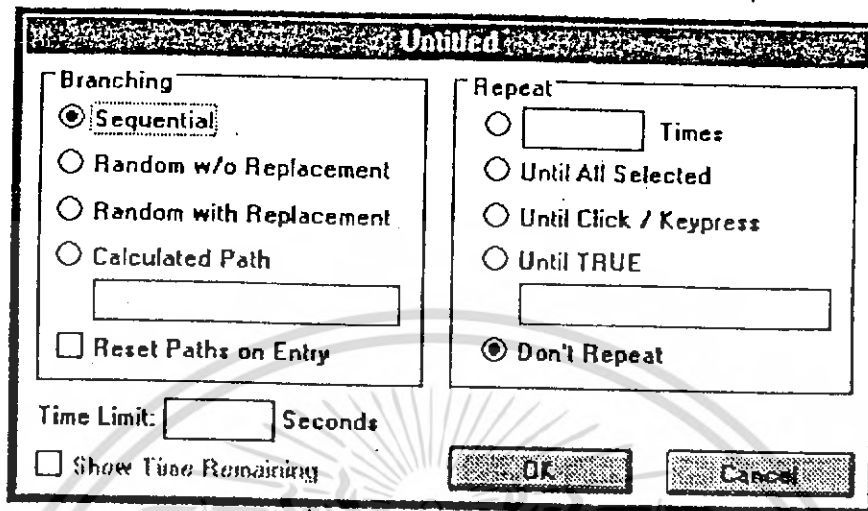 Untitled
Branching
Sequential
Random w/o Replacement
Random with Replacement
Calculated Path
Reset Paths on Entry
Repeat
Times
Until All Selected
Until Click / Keypress
Until TRUE
Don't Repeat
Time Limit: Seconds
Show Time Remaining
OK
Cancel